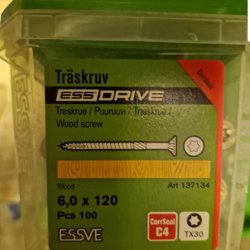 Träskruv
Outdoor
ESSDRIVE
Treskrue / Puuruuvi / Træskrue /
Wood screw
Wood
Art 137134
6,0 x 120
Pcs 100
CorrSeal
C4
TX30
ESSVE